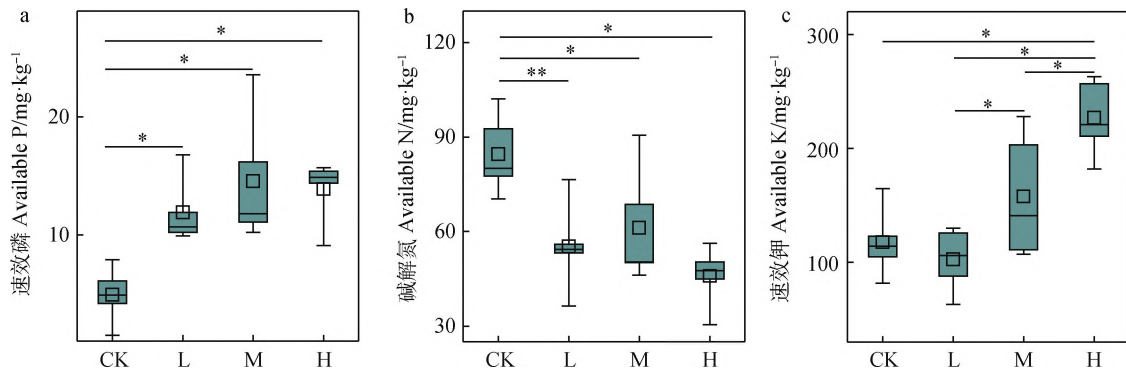 a
速效磷 Available P/mg·kg⁻¹
20
10
*
*
*
CK L M H
b
碱解氮 Available N/mg·kg⁻¹
120
90
60
30
*
*
**
CK L M H
c
速效钾 Available K/mg·kg⁻¹
300
200
100
*
*
*
*
CK L M H